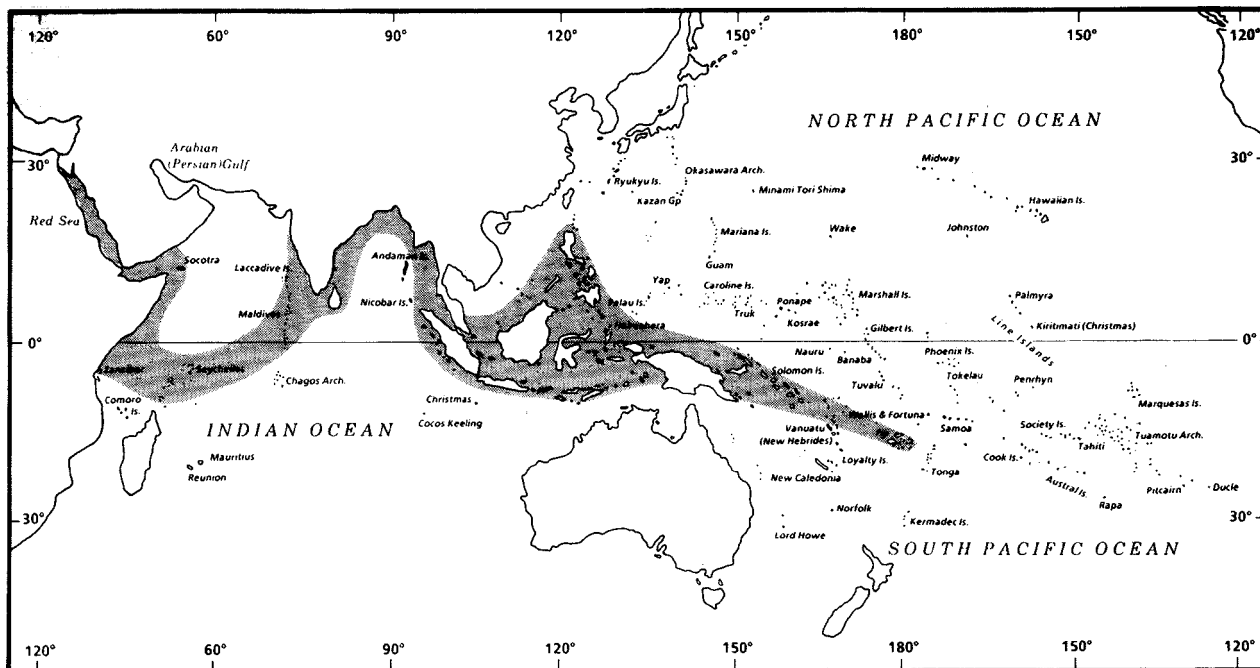 120° 60° 90° 120° 150° 180° 150° 120°
NORTH PACIFIC OCEAN
Arabian
(Persian)Gulf
30° 30°
Midway
Okasawara Arch.
Ryukyu Is.
Minami Tori Shima
Kazan Gp
Hawaiian Is.
Red Sea
Mariana Is.
Wake
Johnston
Socotra
Laccadive Is.
Andaman Is.
Guam
Yap
Caroline Is.
Marshall Is.
Palmyra
Nicobar Is.
Palau Is.
Ponape
Truk
Kosrae
Maldives
Halmahera
Gilbert Is.
Kiritimati (Christmas)
Line Islands
0° 0°
Nauru
Banaba
Phoenix Is.
Zanzibar
Seychelles
Chagos Arch.
Solomon Is.
Tuvalu
Tokelau
Penrhyn
Comoro
Is.
Christmas
Cocos Keeling
Wallis & Fortuna
Marquesas Is.
INDIAN OCEAN
Vanuatu
(New Hebrides)
Fiji
Samoa
Society Is.
Tahiti
Tuamotu Arch.
Mauritius
Reunion
Loyalty Is.
Tonga
Cook Is.
New Caledonia
Austral Is.
Pitcairn
Ducle
Rapa
30° 30°
Norfolk
Kermadec Is.
Lord Howe
SOUTH PACIFIC OCEAN
120° 60° 90° 120° 150° 180° 150° 120°